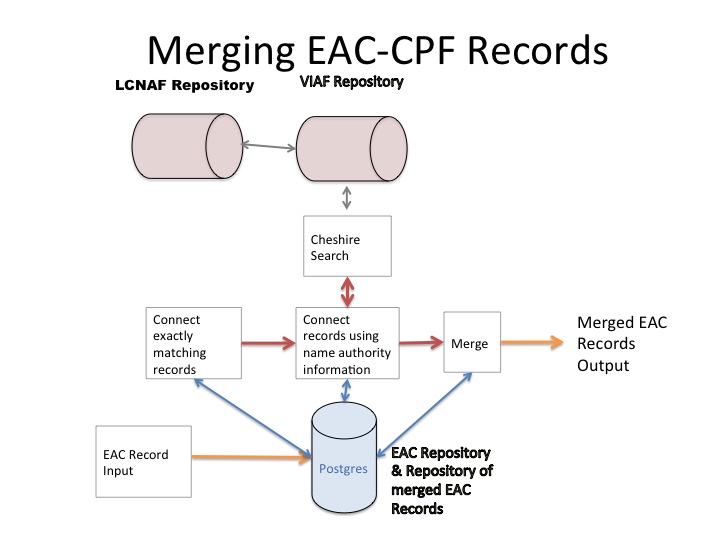 Merging EAC-CPF Records
LCNAF Repository
VIAF Repository
Cheshire
Search
Connect
exactly
matching
records
Connect
records using
name authority
information
Merge
Merged EAC
Records
Output
EAC Record
Input
Postgres
EAC Repository
& Repository of
merged EAC
Records